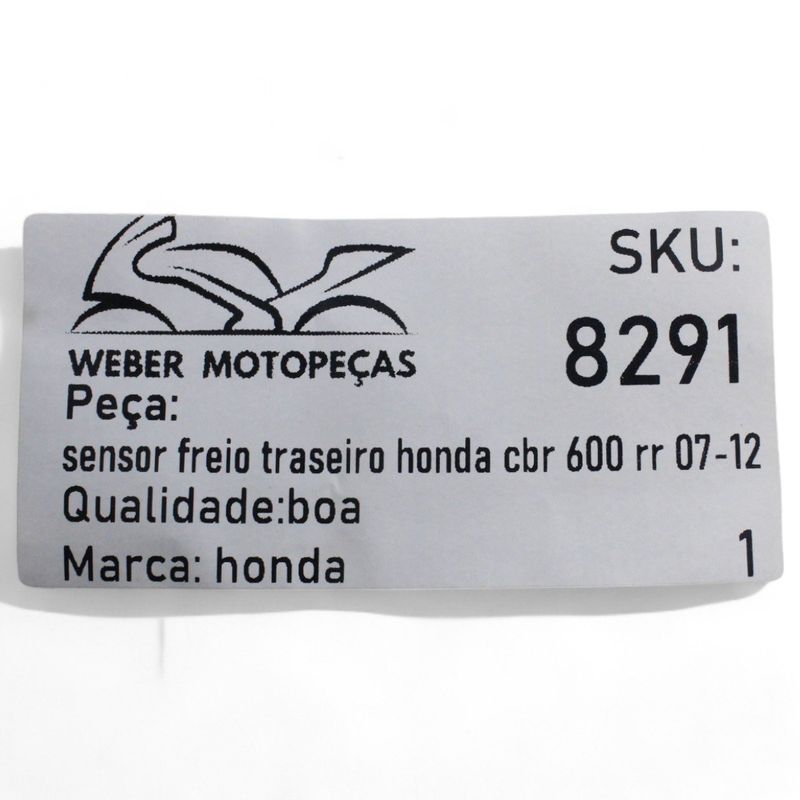 WEBER MOTOPEÇAS
SKU:
8291
Peça:
sensor freio traseiro honda cbr 600 rr 07-12
Qualidade:boa
Marca: honda
1